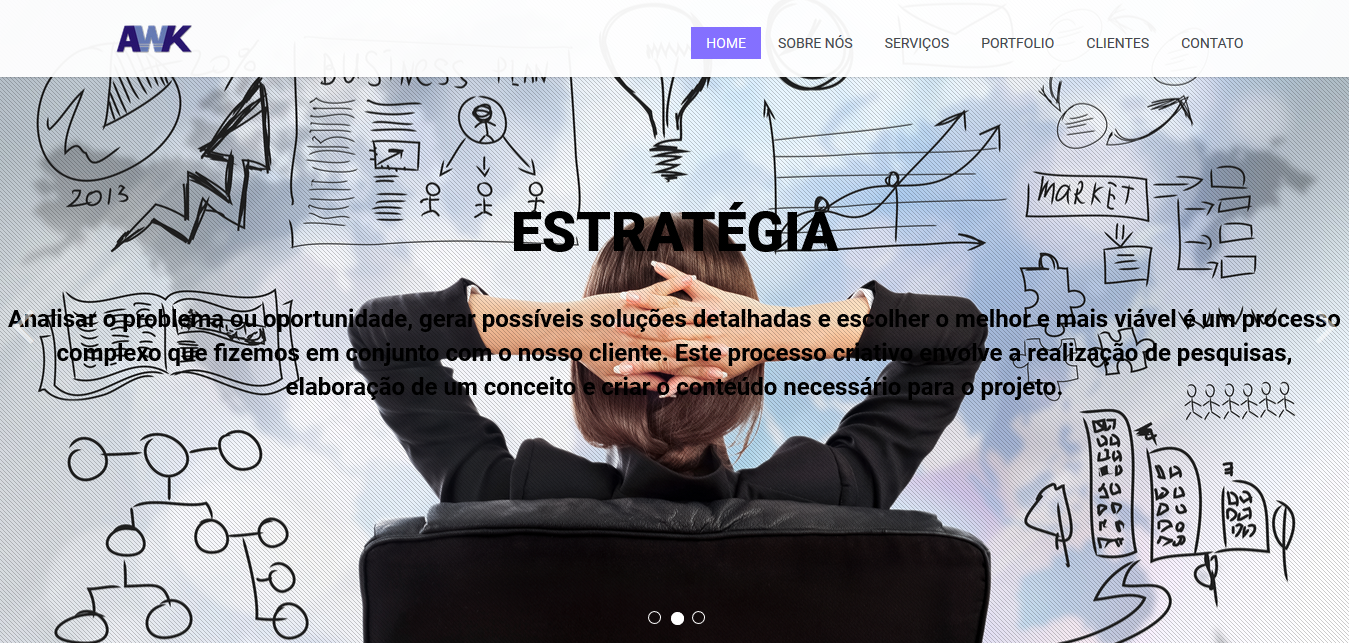 AWK
HOME SOBRE NÓS SERVIÇOS PORTFOLIO CLIENTES CONTATO
20%
BUSINESS PLAN
2013
MARKET
ESTRATÉGIA
Analisar o problema ou oportunidade, gerar possíveis soluções detalhadas e escolher o melhor e mais viável é um processo
complexo que fizemos em conjunto com o nosso cliente. Este processo criativo envolve a realização de pesquisas,
elaboração de um conceito e criar o conteúdo necessário para o projeto.